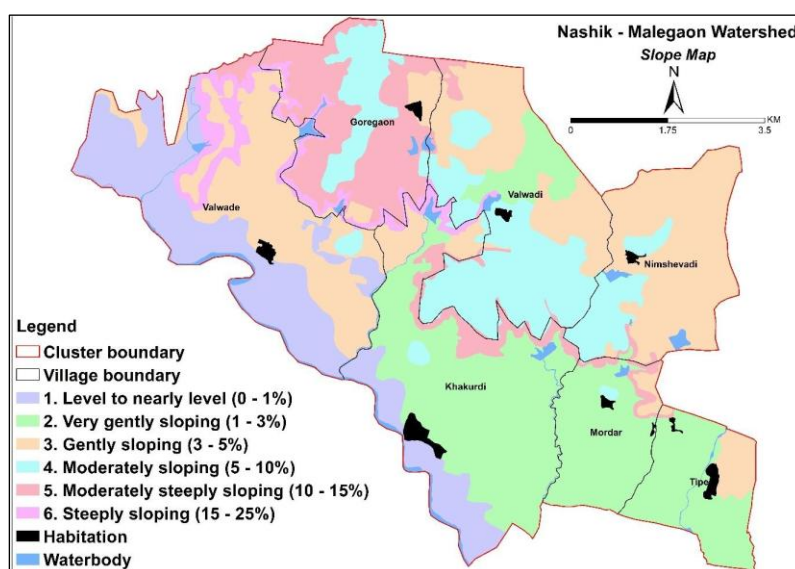 Nashik - Malegaon Watershed
Slope Map
N
KM
0 1.75 3.5
Goregaon
Valwade
Valwadi
Nimshevadi
Khakurdi
Mordar
Tipe
Legend
Cluster boundary
Village boundary
1. Level to nearly level (0 - 1%)
2. Very gently sloping (1 - 3%)
3. Gently sloping (3 - 5%)
4. Moderately sloping (5 - 10%)
5. Moderately steeply sloping (10 - 15%)
6. Steeply sloping (15 - 25%)
Habitation
Waterbody